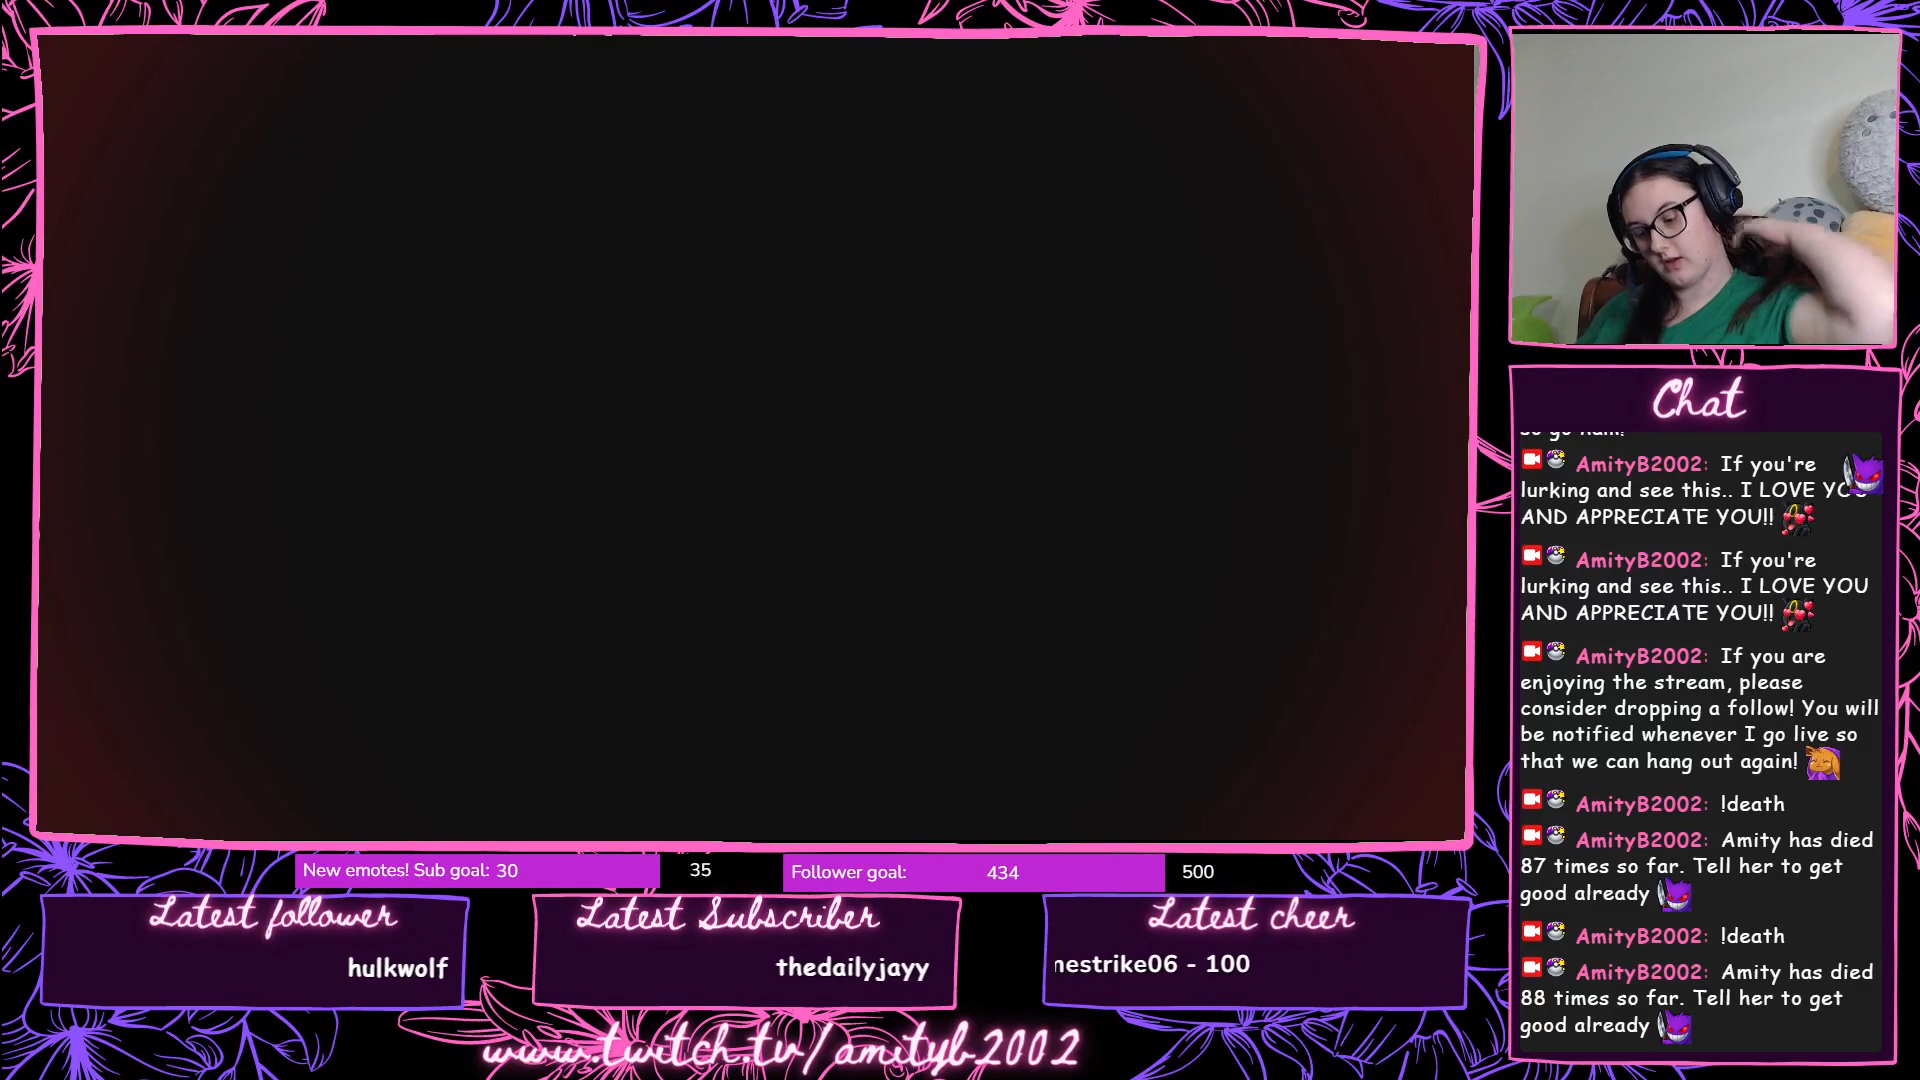 Chat
AmityB2002: If you're
lurking and see this.. I LOVE YOU
AND APPRECIATE YOU!!
AmityB2002: If you're
lurking and see this.. I LOVE YOU
AND APPRECIATE YOU!!
AmityB2002: If you are
enjoying the stream, please
consider dropping a follow! You will
be notified whenever I go live so
that we can hang out again!
AmityB2002: !death
AmityB2002: Amity has died
87 times so far. Tell her to get
good already
AmityB2002: !death
AmityB2002: Amity has died
88 times so far. Tell her to get
good already
New emotes! Sub goal: 30 35
Follower goal: 434 500
Latest follower
hulkwolf
Latest Subscriber
thedailyjayy
Latest cheer
nestrike06 - 100
www.twitch.tv/amityb2002